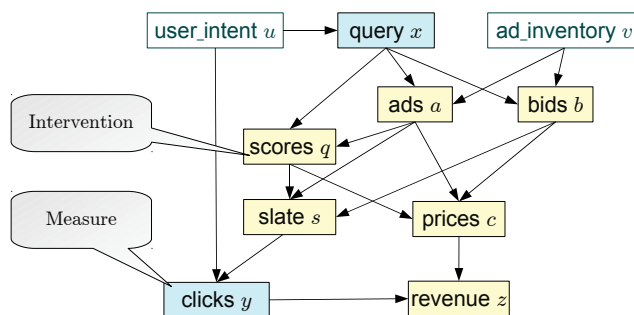 user_intent u
query x
ad_inventory v
ads a
bids b
Intervention
scores q
Measure
slate s
prices c
clicks y
revenue z